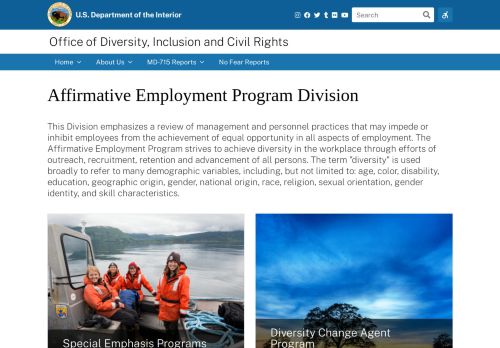 U.S. Department of the Interior
Search
Office of Diversity, Inclusion and Civil Rights
Home About Us MD-715 Reports No Fear Reports
Affirmative Employment Program Division
This Division emphasizes a review of management and personnel practices that may impede or
inhibit employees from the achievement of equal opportunity in all aspects of employment. The
Affirmative Employment Program strives to achieve diversity in the workplace through efforts of
outreach, recruitment, retention and advancement of all persons. The term "diversity" is used
broadly to refer to many demographic variables, including, but not limited to: age, color, disability,
education, geographic origin, gender, national origin, race, religion, sexual orientation, gender
identity, and skill characteristics.
Special Emphasis Programs
Diversity Change Agent
Program